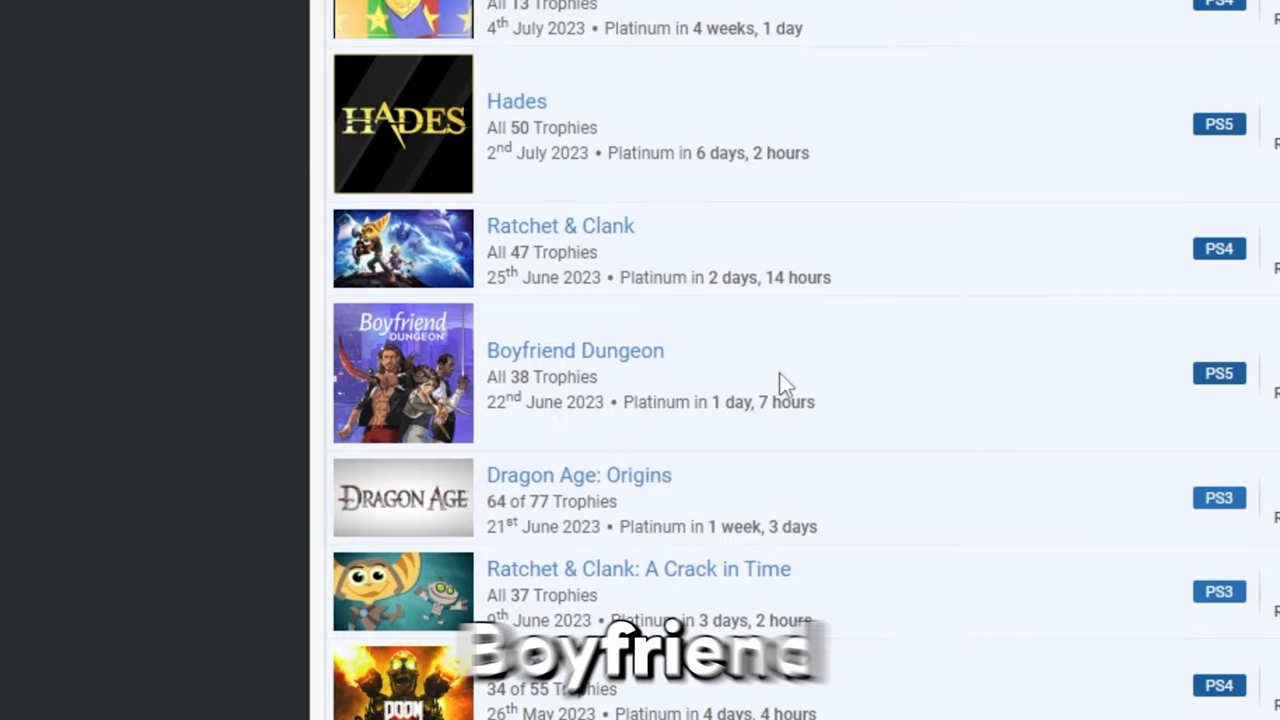 All 13 Trophies
4th July 2023 • Platinum in 4 weeks, 1 day
PS4
HADES
Hades
All 50 Trophies
2nd July 2023 • Platinum in 6 days, 2 hours
PS5
Ratchet & Clank
All 47 Trophies
25th June 2023 • Platinum in 2 days, 14 hours
PS4
Boyfriend
DUNGEON
Boyfriend Dungeon
All 38 Trophies
22nd June 2023 • Platinum in 1 day, 7 hours
PS5
DRAGON AGE
Dragon Age: Origins
64 of 77 Trophies
21st June 2023 • Platinum in 1 week, 3 days
PS3
Ratchet & Clank: A Crack in Time
All 37 Trophies
9th June 2023 • Platinum in 3 days, 2 hours
PS3
Boyfriend
DOOM
34 of 55 Trophies
26th May 2023 • Platinum in 4 days, 4 hours
PS4